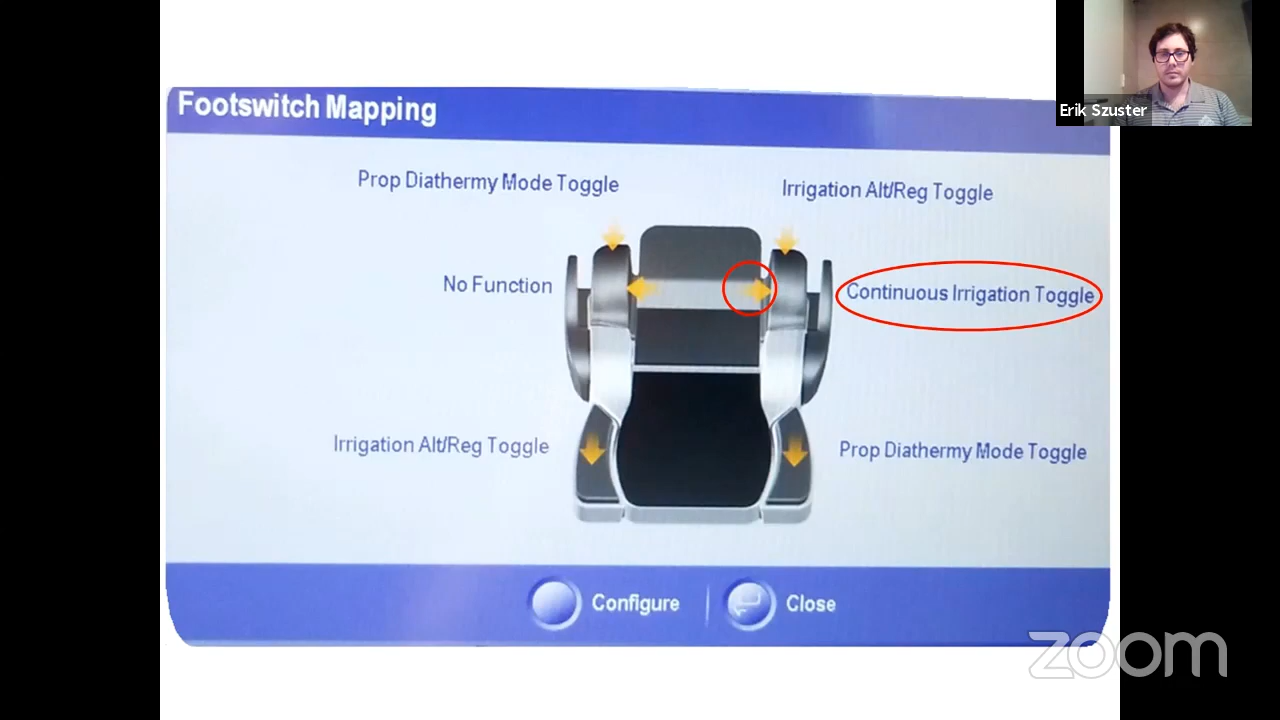 Footswitch Mapping
Erik Szuster
Prop Diathermy Mode Toggle
Irrigation Alt/Reg Toggle
No Function
Continuous Irrigation Toggle
Irrigation Alt/Reg Toggle
Prop Diathermy Mode Toggle
Configure
Close
zoom